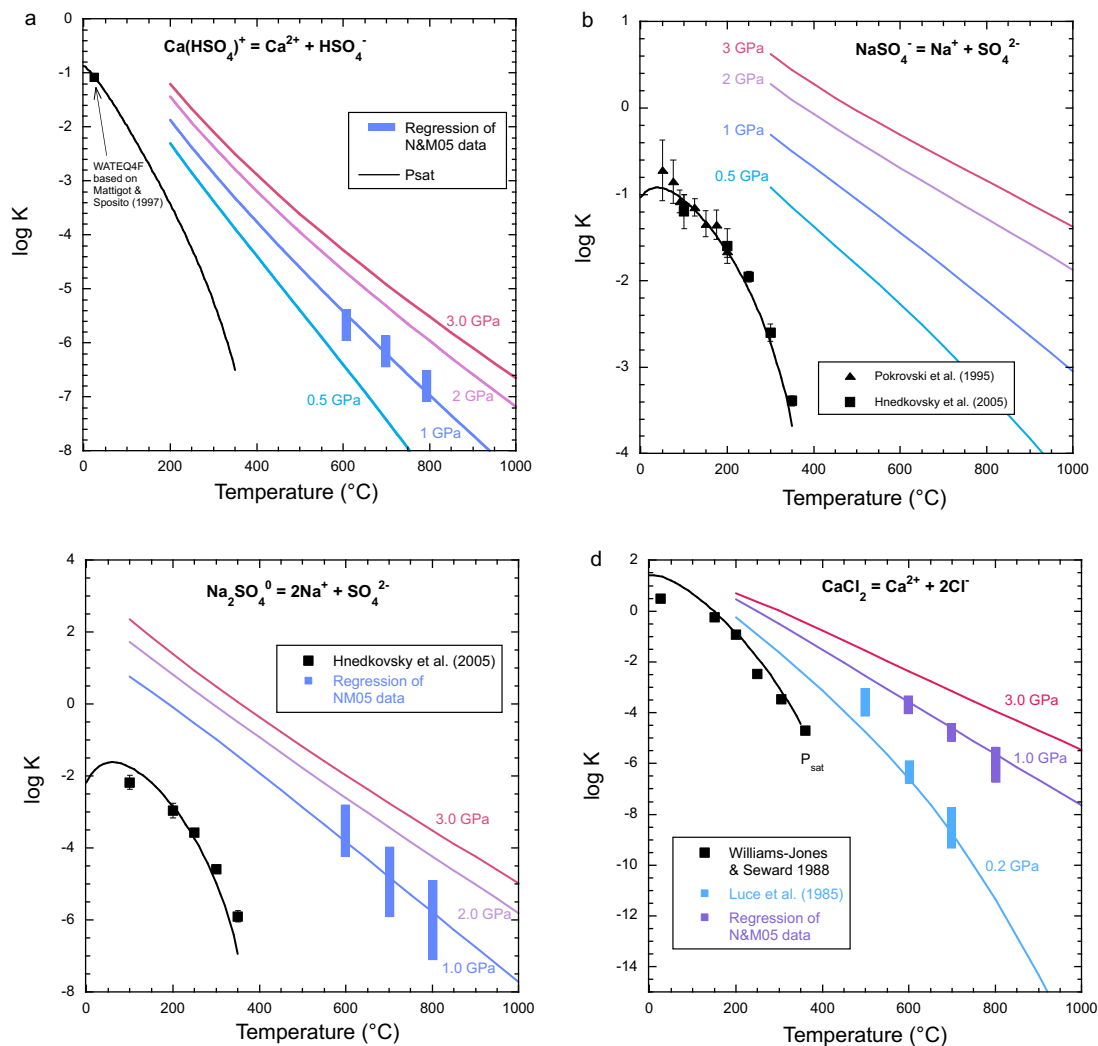 a
Ca(HSO₄)⁺ = Ca²⁺ + HSO₄⁻
0
-1
-2
-3
-4
-5
-6
-7
-8
log K
WATEQ4F
based on
Mattigot &
Sposito (1997)
Regression of
N&M05 data
Psat
3.0 GPa
2 GPa
1 GPa
0.5 GPa
0 200 400 600 800 1000
Temperature (°C)
b
NaSO₄⁻ = Na⁺ + SO₄²⁻
1
0
-1
-2
-3
-4
log K
3 GPa
2 GPa
1 GPa
0.5 GPa
Pokrovski et al. (1995)
Hnedkovsky et al. (2005)
0 200 400 600 800 1000
Temperature (°C)
Na₂SO₄⁰ = 2Na⁺ + SO₄²⁻
4
2
0
-2
-4
-6
-8
log K
Hnedkovsky et al. (2005)
Regression of
NM05 data
3.0 GPa
2.0 GPa
1.0 GPa
0 200 400 600 800 1000
Temperature (°C)
d
CaCl₂ = Ca²⁺ + 2Cl⁻
2
0
-2
-4
-6
-8
-10
-12
-14
log K
3.0 GPa
1.0 GPa
Pₛₐₜ
0.2 GPa
Williams-Jones
& Seward 1988
Luce et al. (1985)
Regression of
N&M05 data
0 200 400 600 800 1000
Temperature (°C)